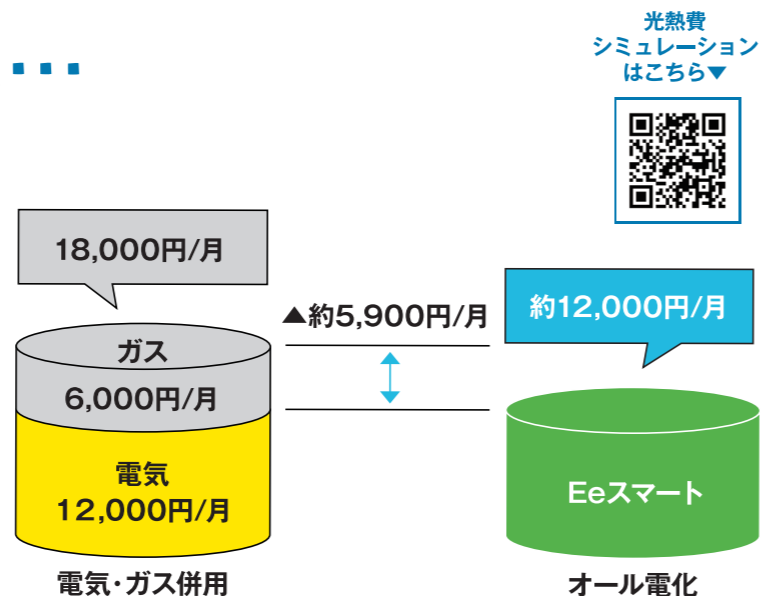 光熱費
シミュレーション
はこちら▼
18,000円/月
▲約5,900円/月
約12,000円/月
ガス
6,000円/月
電気
12,000円/月
Eeスマート
電気・ガス併用
オール電化